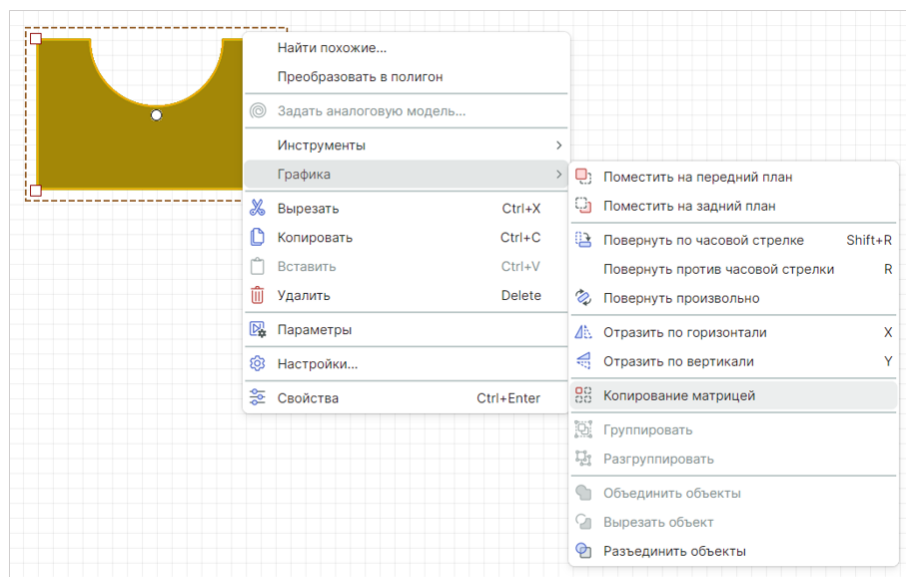 Найти похожие...
Преобразовать в полигон
Задать аналоговую модель...
Инструменты
Графика
Вырезать Ctrl+X
Копировать Ctrl+C
Вставить Ctrl+V
Удалить Delete
Параметры
Настройки...
Свойства Ctrl+Enter
Поместить на передний план
Поместить на задний план
Повернуть по часовой стрелке Shift+R
Повернуть против часовой стрелки R
Повернуть произвольно
Отразить по горизонтали X
Отразить по вертикали Y
Копирование матрицей
Группировать
Разгруппировать
Объединить объекты
Вырезать объект
Разъединить объекты